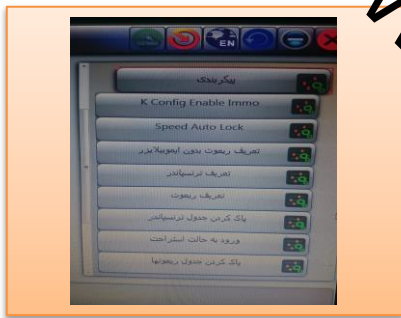 EN
پیکربندی
K Config Enable Immo
Speed Auto Lock
تعریف ریموت بدون ایموبیلایزر
تعریف ترنسپاندر
تعریف ریموت
پاک کردن جدول ترنسپاندر
ورود به حالت استراحت
پاک کردن جدول ریموتها